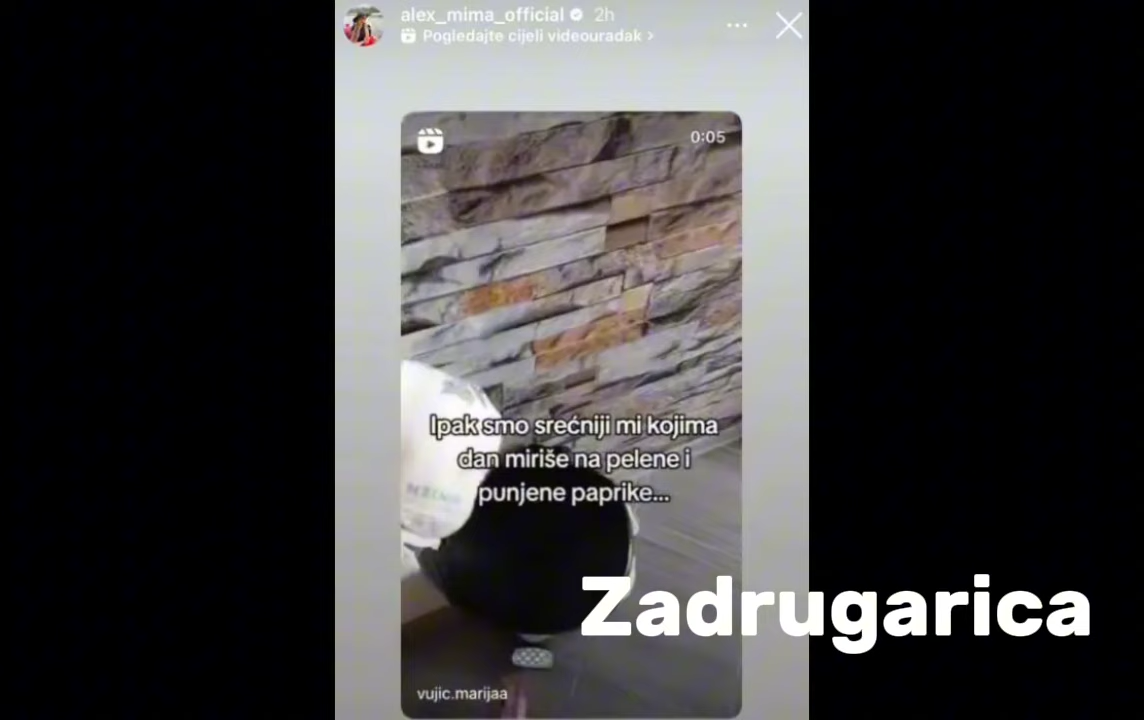 alex_mima_official 2h
Pogledajte cijeli videouradak >
0:05
Ipak smo srećniji mi kojima
dan miriše na pelene i
punjene paprike...
Zadrugarica
vujic.marijaa